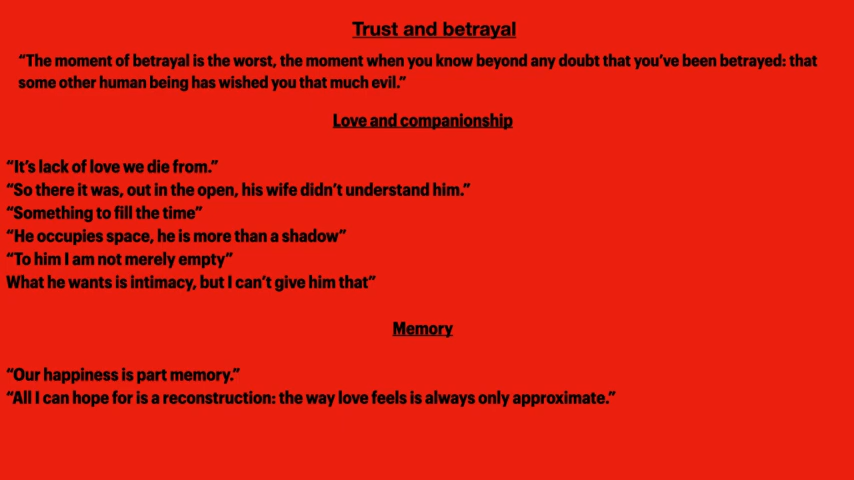 Trust and betrayal
“The moment of betrayal is the worst, the moment when you know beyond any doubt that you’ve been betrayed: that
some other human being has wished you that much evil.”
Love and companionship
“It’s lack of love we die from.”
“So there it was, out in the open, his wife didn’t understand him.”
“Something to fill the time”
“He occupies space, he is more than a shadow”
“To him I am not merely empty”
What he wants is intimacy, but I can’t give him that”
Memory
“Our happiness is part memory.”
“All I can hope for is a reconstruction: the way love feels is always only approximate.”